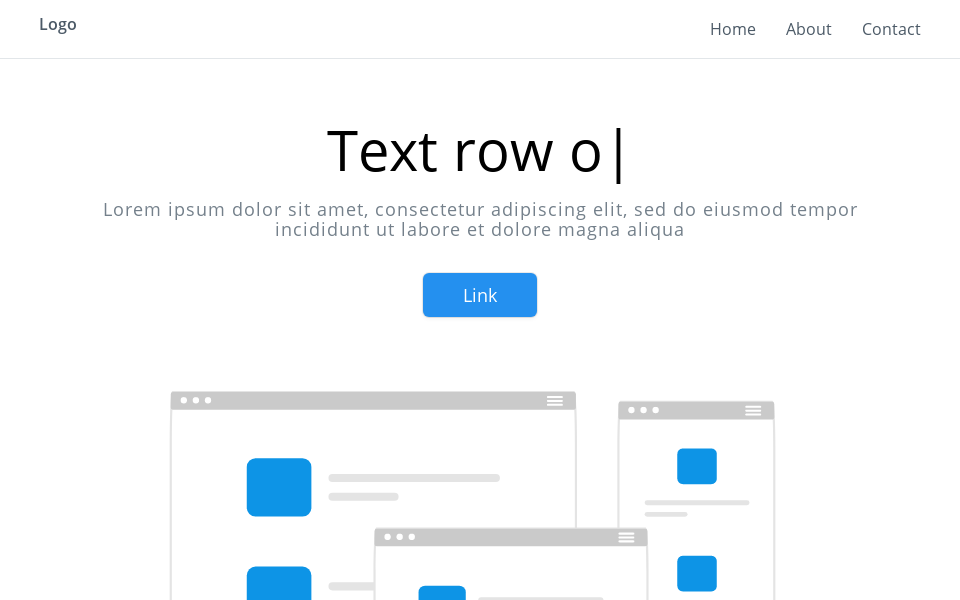 Logo
Home About Contact
Text row o|
Lorem ipsum dolor sit amet, consectetur adipiscing elit, sed do eiusmod tempor
incididunt ut labore et dolore magna aliqua
Link